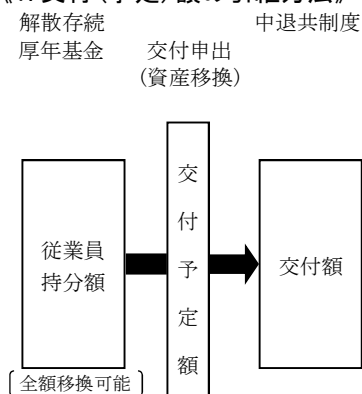 解散存続
厚年基金
交付申出
(資産移換)
中退共制度
従業員
持分額
交付予定額
交付額
全額移換可能